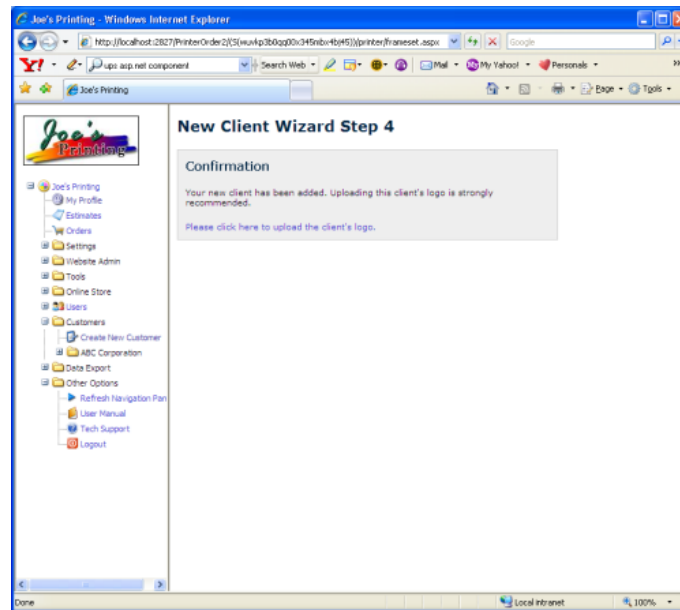 Joe's Printing - Windows Internet Explorer
http://localhost:2827/PrinterOrder2/(S(wuvkp3b0qq00x345mbx4bj45))/printer/frameset.aspx
Google
Y!
ups asp.net component
Search Web
Mail
My Yahoo!
Personals
Joe's Printing
Page
Tools
Joe's
Printing
New Client Wizard Step 4
Confirmation
Your new client has been added. Uploading this client's logo is strongly
recommended.
Please click here to upload the client's logo.
Joe's Printing
My Profile
Estimates
Orders
Settings
Website Admin
Tools
Online Store
Users
Customers
Create New Customer
ABC Corporation
Data Export
Other Options
Refresh Navigation Pan
User Manual
Tech Support
Logout
Done
Local intranet
100%